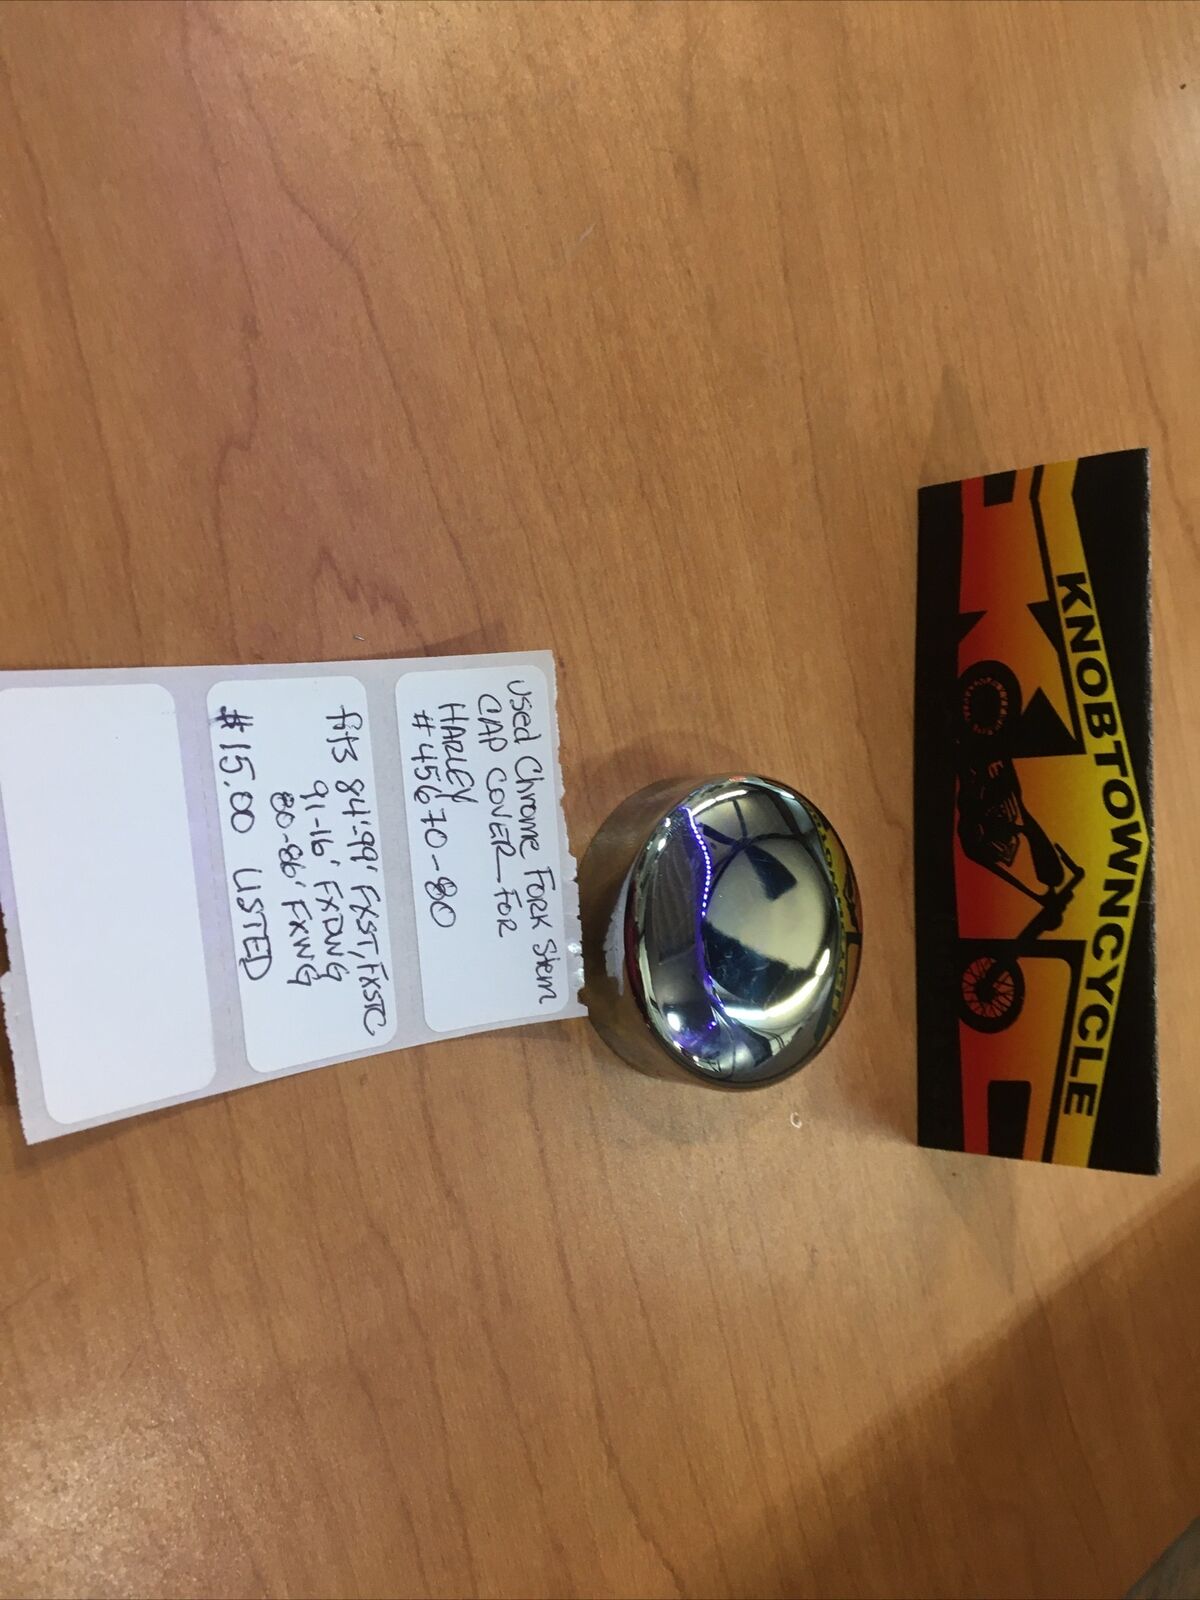 KNOBTOWNCYCLE
Used Chrome Fork Stem
CAP COVER - FOR
HARLEY
# 45670-80
fits 84'-99' FXST, FXSTC
91-16' FXDWG
80-86' FXWG
$15.00 LISTED